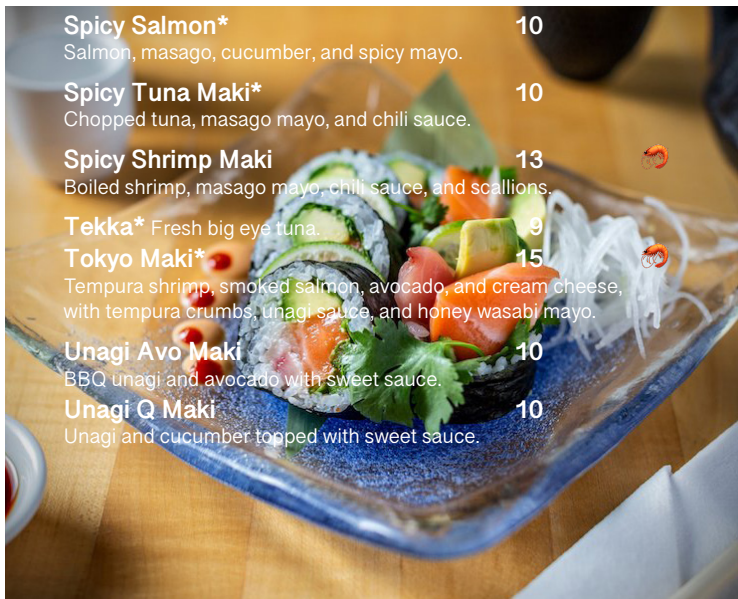 Spicy Salmon* 10
Salmon, masago, cucumber, and spicy mayo.
Spicy Tuna Maki* 10
Chopped tuna, masago mayo, and chili sauce.
Spicy Shrimp Maki 13
Boiled shrimp, masago mayo, chili sauce, and scallions.
Tekka* Fresh big eye tuna. 9
Tokyo Maki* 15
Tempura shrimp, smoked salmon, avocado, and cream cheese,
with tempura crumbs, unagi sauce, and honey wasabi mayo.
Unagi Avo Maki 10
BBQ unagi and avocado with sweet sauce.
Unagi Q Maki 10
Unagi and cucumber topped with sweet sauce.